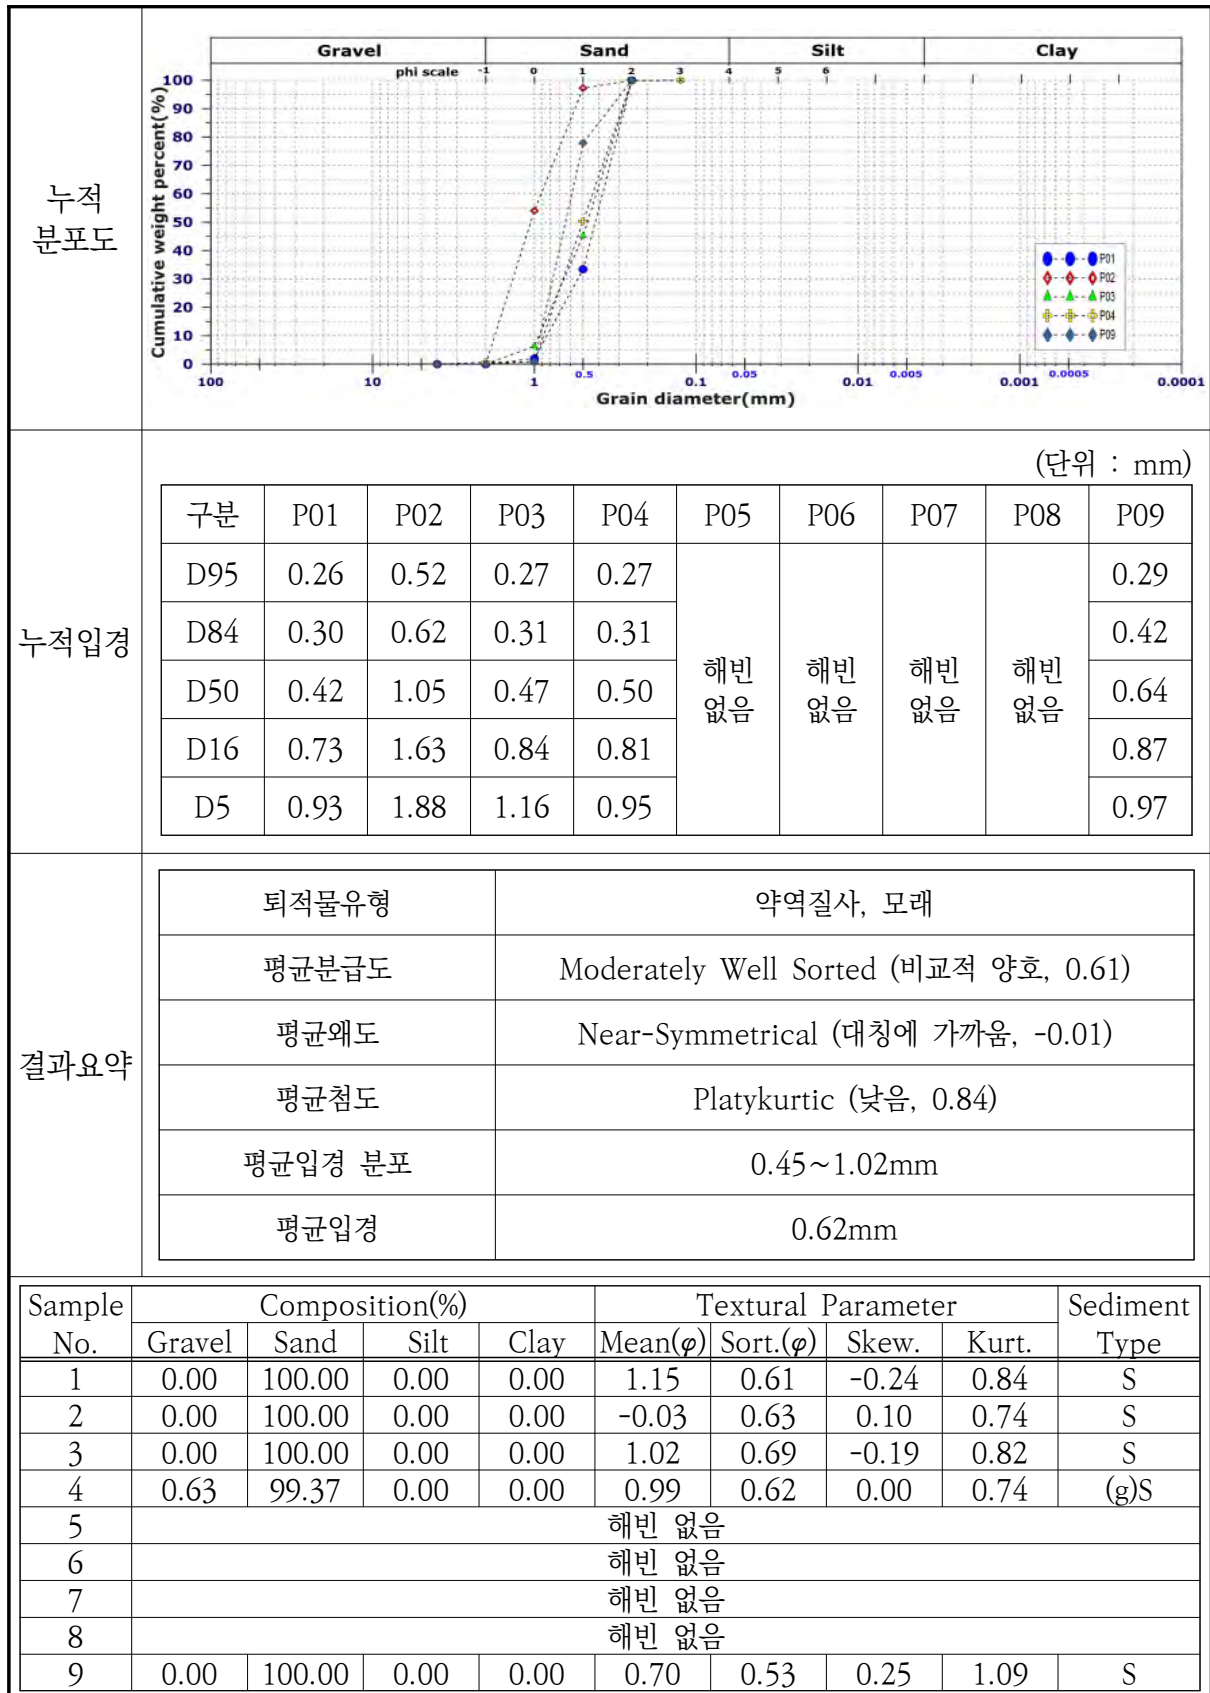 누적
분포도
Gravel Sand Silt Clay
phi scale -1 0 1 2 3 4 5 6
Cumulative weight percent(%)
100
90
80
70
60
50
40
30
20
10
0
100 10 1 0.5 0.1 0.05 0.01 0.005 0.001 0.0005 0.0001
Grain diameter(mm)
P01
P02
P03
P04
P09
누적입경
(단위 : mm)
구분 P01 P02 P03 P04 P05 P06 P07 P08 P09
D95 0.26 0.52 0.27 0.27 0.29
D84 0.30 0.62 0.31 0.31 0.42
D50 0.42 1.05 0.47 0.50 0.64
D16 0.73 1.63 0.84 0.81 0.87
D5 0.93 1.88 1.16 0.95 0.97
해빈 해빈 해빈 해빈
없음 없음 없음 없음
결과요약
퇴적물유형 약역질사, 모래
평균분급도 Moderately Well Sorted (비교적 양호, 0.61)
평균왜도 Near-Symmetrical (대칭에 가까움, -0.01)
평균첨도 Platykurtic (낮음, 0.84)
평균입경 분포 0.45~1.02mm
평균입경 0.62mm
Sample Composition(%) Textural Parameter Sediment
No. Gravel Sand Silt Clay Mean(φ) Sort.(φ) Skew. Kurt. Type
1 0.00 100.00 0.00 0.00 1.15 0.61 -0.24 0.84 S
2 0.00 100.00 0.00 0.00 -0.03 0.63 0.10 0.74 S
3 0.00 100.00 0.00 0.00 1.02 0.69 -0.19 0.82 S
4 0.63 99.37 0.00 0.00 0.99 0.62 0.00 0.74 (g)S
5 해빈 없음
6 해빈 없음
7 해빈 없음
8 해빈 없음
9 0.00 100.00 0.00 0.00 0.70 0.53 0.25 1.09 S